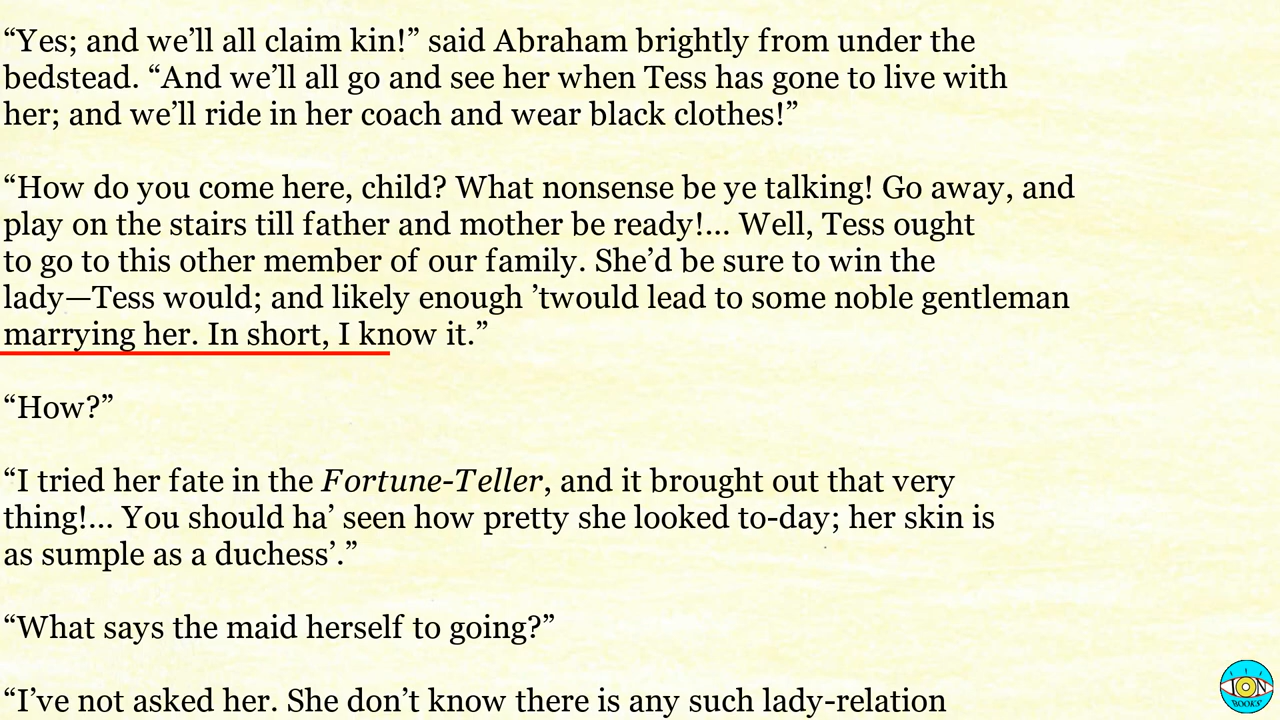 “Yes; and we’ll all claim kin!” said Abraham brightly from under the
bedstead. “And we’ll all go and see her when Tess has gone to live with
her; and we’ll ride in her coach and wear black clothes!”
“How do you come here, child? What nonsense be ye talking! Go away, and
play on the stairs till father and mother be ready!... Well, Tess ought
to go to this other member of our family. She’d be sure to win the
lady—Tess would; and likely enough ’twould lead to some noble gentleman
marrying her. In short, I know it.”
“How?”
“I tried her fate in the Fortune-Teller, and it brought out that very
thing!... You should ha’ seen how pretty she looked to-day; her skin is
as sumple as a duchess’.”
“What says the maid herself to going?”
“I’ve not asked her. She don’t know there is any such lady-relation
ION
BOOKS